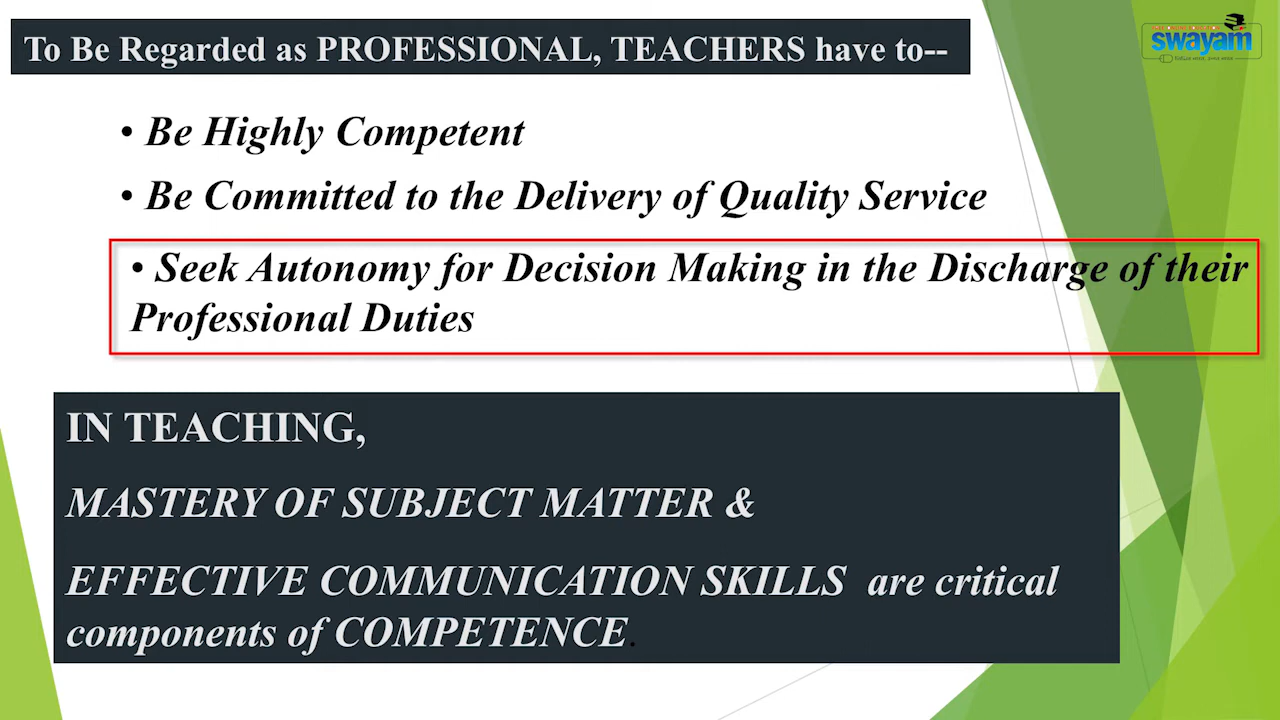 To Be Regarded as PROFESSIONAL, TEACHERS have to--
swayam
• Be Highly Competent
• Be Committed to the Delivery of Quality Service
• Seek Autonomy for Decision Making in the Discharge of their
Professional Duties
IN TEACHING,
MASTERY OF SUBJECT MATTER &
EFFECTIVE COMMUNICATION SKILLS are critical
components of COMPETENCE.